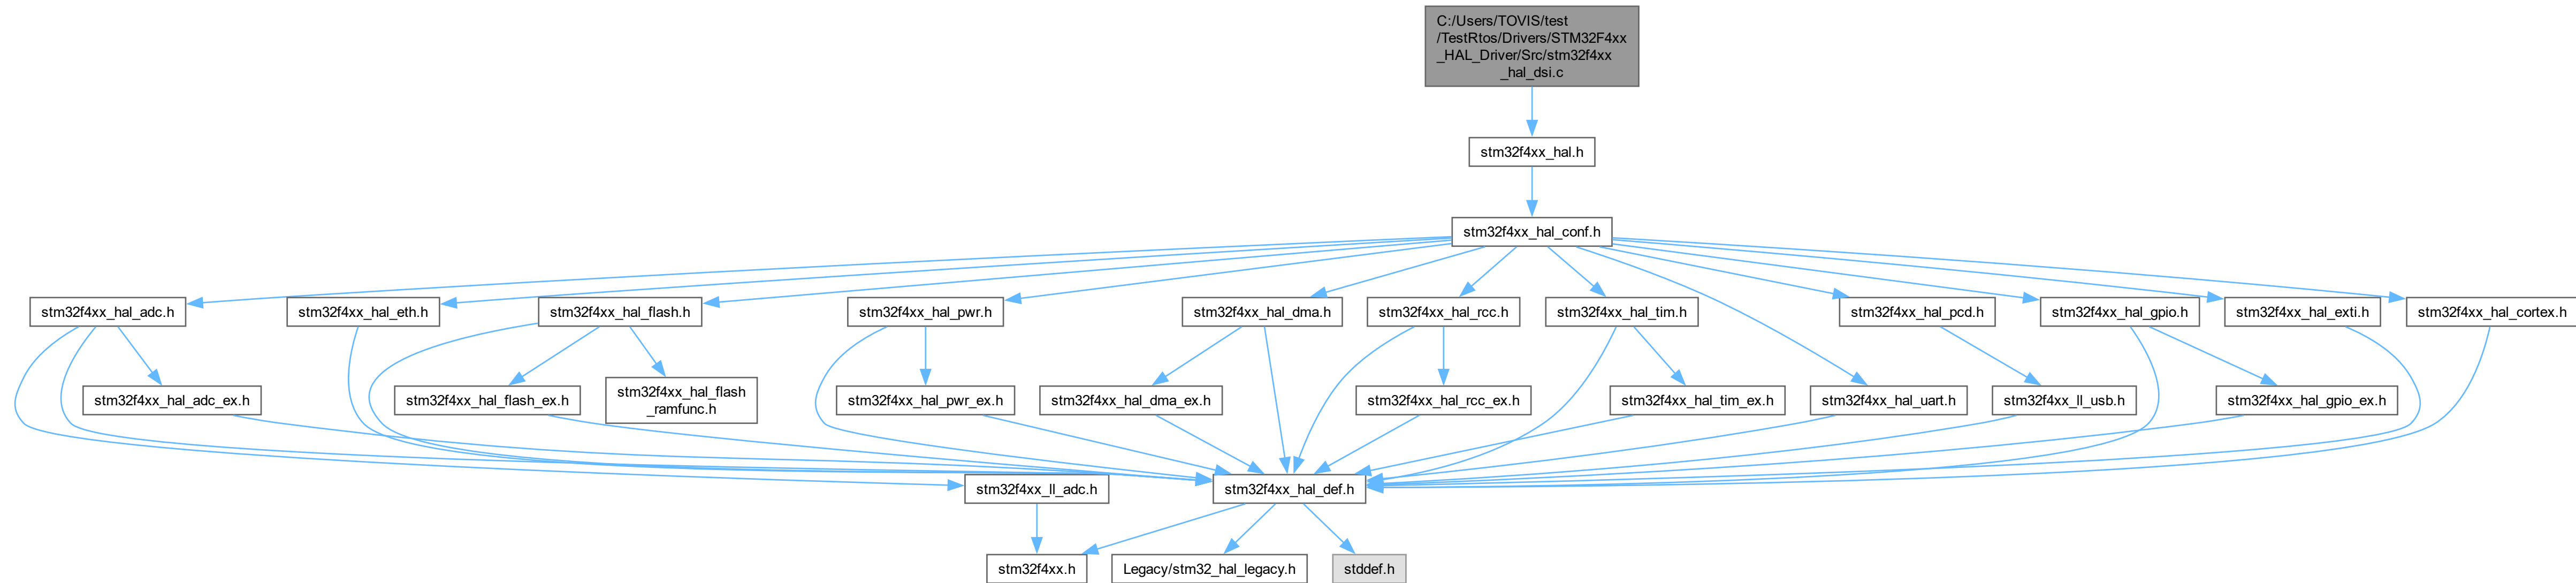 C:/Users/TOVIS/test
/TestRtos/Drivers/STM32F4xx
_HAL_Driver/Src/stm32f4xx
_hal_dsi.c
stm32f4xx_hal.h
stm32f4xx_hal_conf.h
stm32f4xx_hal_adc.h
stm32f4xx_hal_eth.h
stm32f4xx_hal_flash.h
stm32f4xx_hal_pwr.h
stm32f4xx_hal_dma.h
stm32f4xx_hal_rcc.h
stm32f4xx_hal_tim.h
stm32f4xx_hal_pcd.h
stm32f4xx_hal_gpio.h
stm32f4xx_hal_exti.h
stm32f4xx_hal_cortex.h
stm32f4xx_hal_adc_ex.h
stm32f4xx_hal_flash_ex.h
stm32f4xx_hal_flash
_ramfunc.h
stm32f4xx_hal_pwr_ex.h
stm32f4xx_hal_dma_ex.h
stm32f4xx_hal_rcc_ex.h
stm32f4xx_hal_tim_ex.h
stm32f4xx_hal_uart.h
stm32f4xx_ll_usb.h
stm32f4xx_hal_gpio_ex.h
stm32f4xx_ll_adc.h
stm32f4xx_hal_def.h
stm32f4xx.h
Legacy/stm32_hal_legacy.h
stddef.h